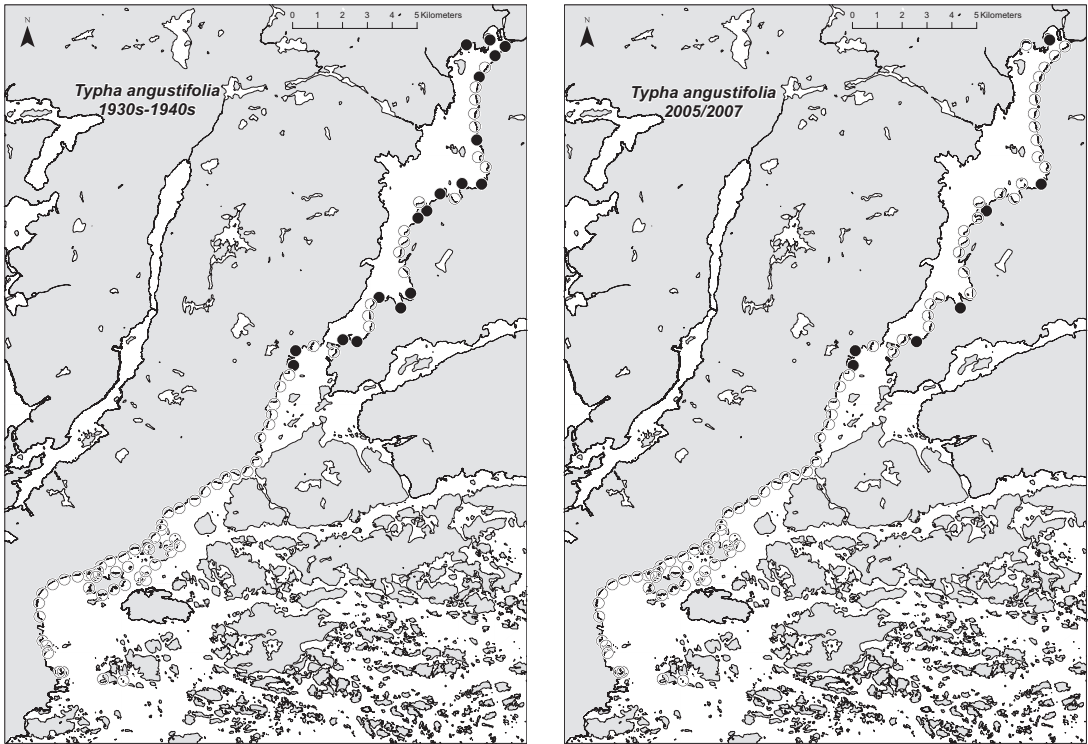 N
0 1 2 3 4 5 Kilometers
Typha angustifolia
1930s-1940s
N
0 1 2 3 4 5 Kilometers
Typha angustifolia
2005/2007